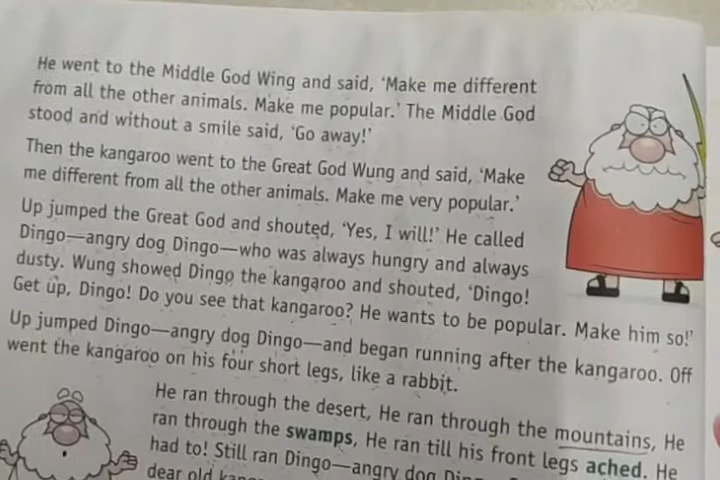 He went to the Middle God Wing and said, ‘Make me different
from all the other animals. Make me popular.’ The Middle God
stood and without a smile said, ‘Go away!’
Then the kangaroo went to the Great God Wung and said, ‘Make
me different from all the other animals. Make me very popular.’
Up jumped the Great God and shouted, ‘Yes, I will!’ He called
Dingo—angry dog Dingo—who was always hungry and always
dusty. Wung showed Dingo the kangaroo and shouted, ‘Dingo!
Get up, Dingo! Do you see that kangaroo? He wants to be popular. Make him so!’
Up jumped Dingo—angry dog Dingo—and began running after the kangaroo. Off
went the kangaroo on his four short legs, like a rabbit.
He ran through the desert, He ran through the mountains, He
ran through the swamps, He ran till his front legs ached. He
had to! Still ran Dingo—angry dog
dear old